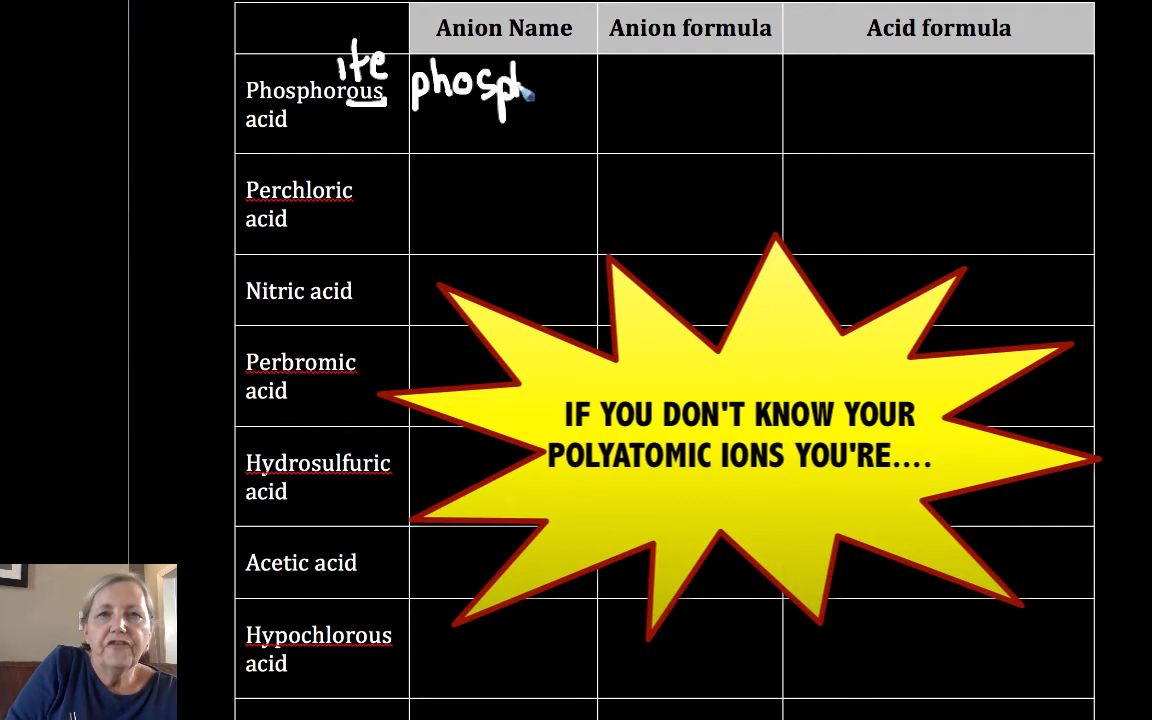 Anion Name Anion formula Acid formula
ite
Phosphorous
acid
phosph
Perchloric
acid
Nitric acid
Perbromic
acid
Hydrosulfuric
acid
Acetic acid
Hypochlorous
acid
IF YOU DON'T KNOW YOUR
POLYATOMIC IONS YOU'RE....